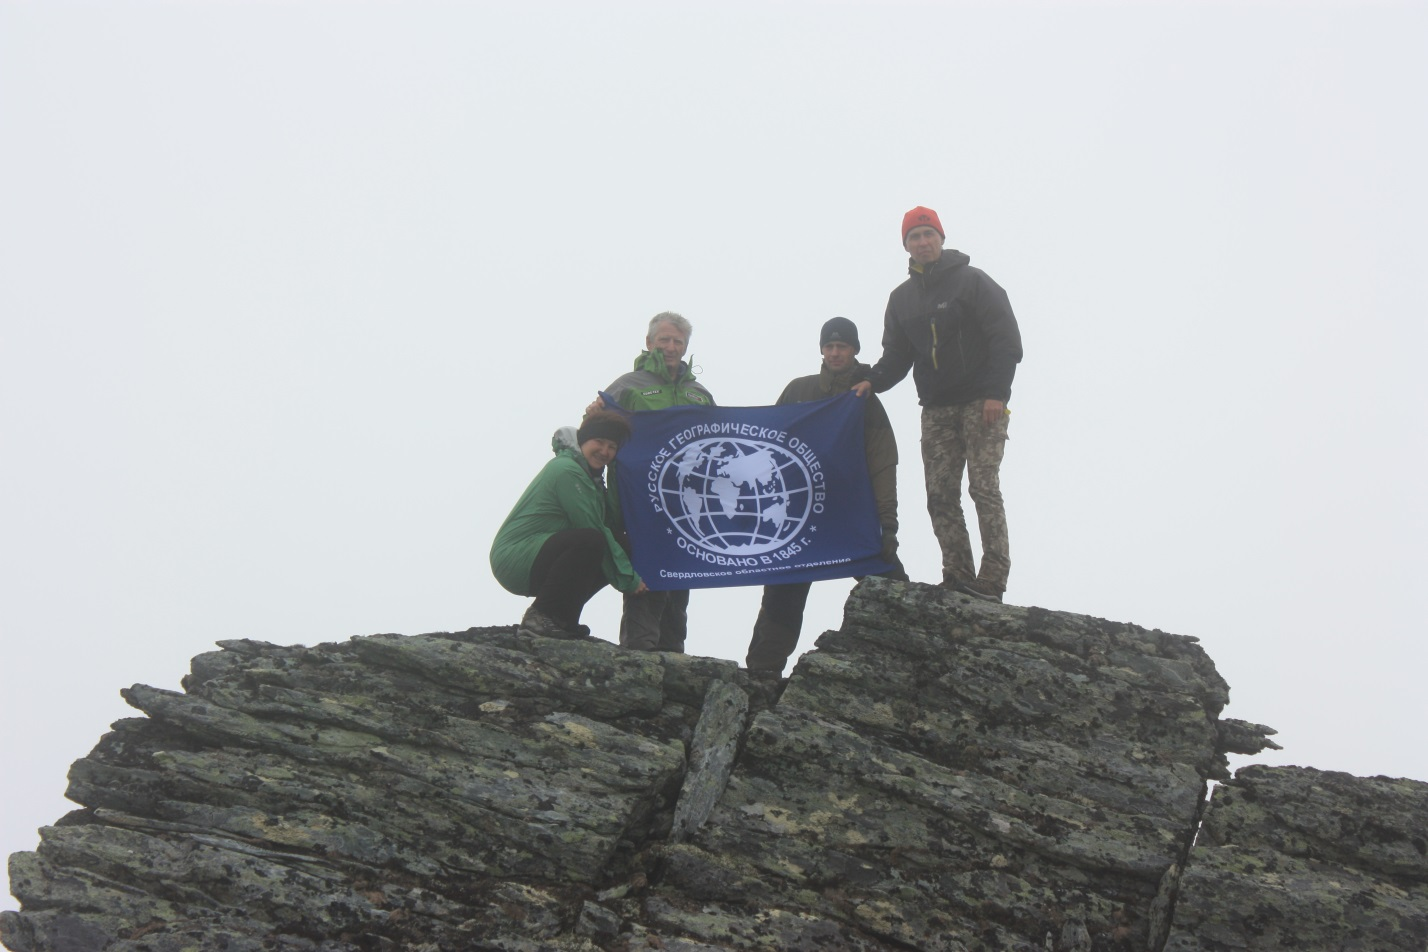 РУССКОЕ ГЕОГРАФИЧЕСКОЕ ОБЩЕСТВО
* ОСНОВАНО В 1845 г. *
Свердловское областное отделение